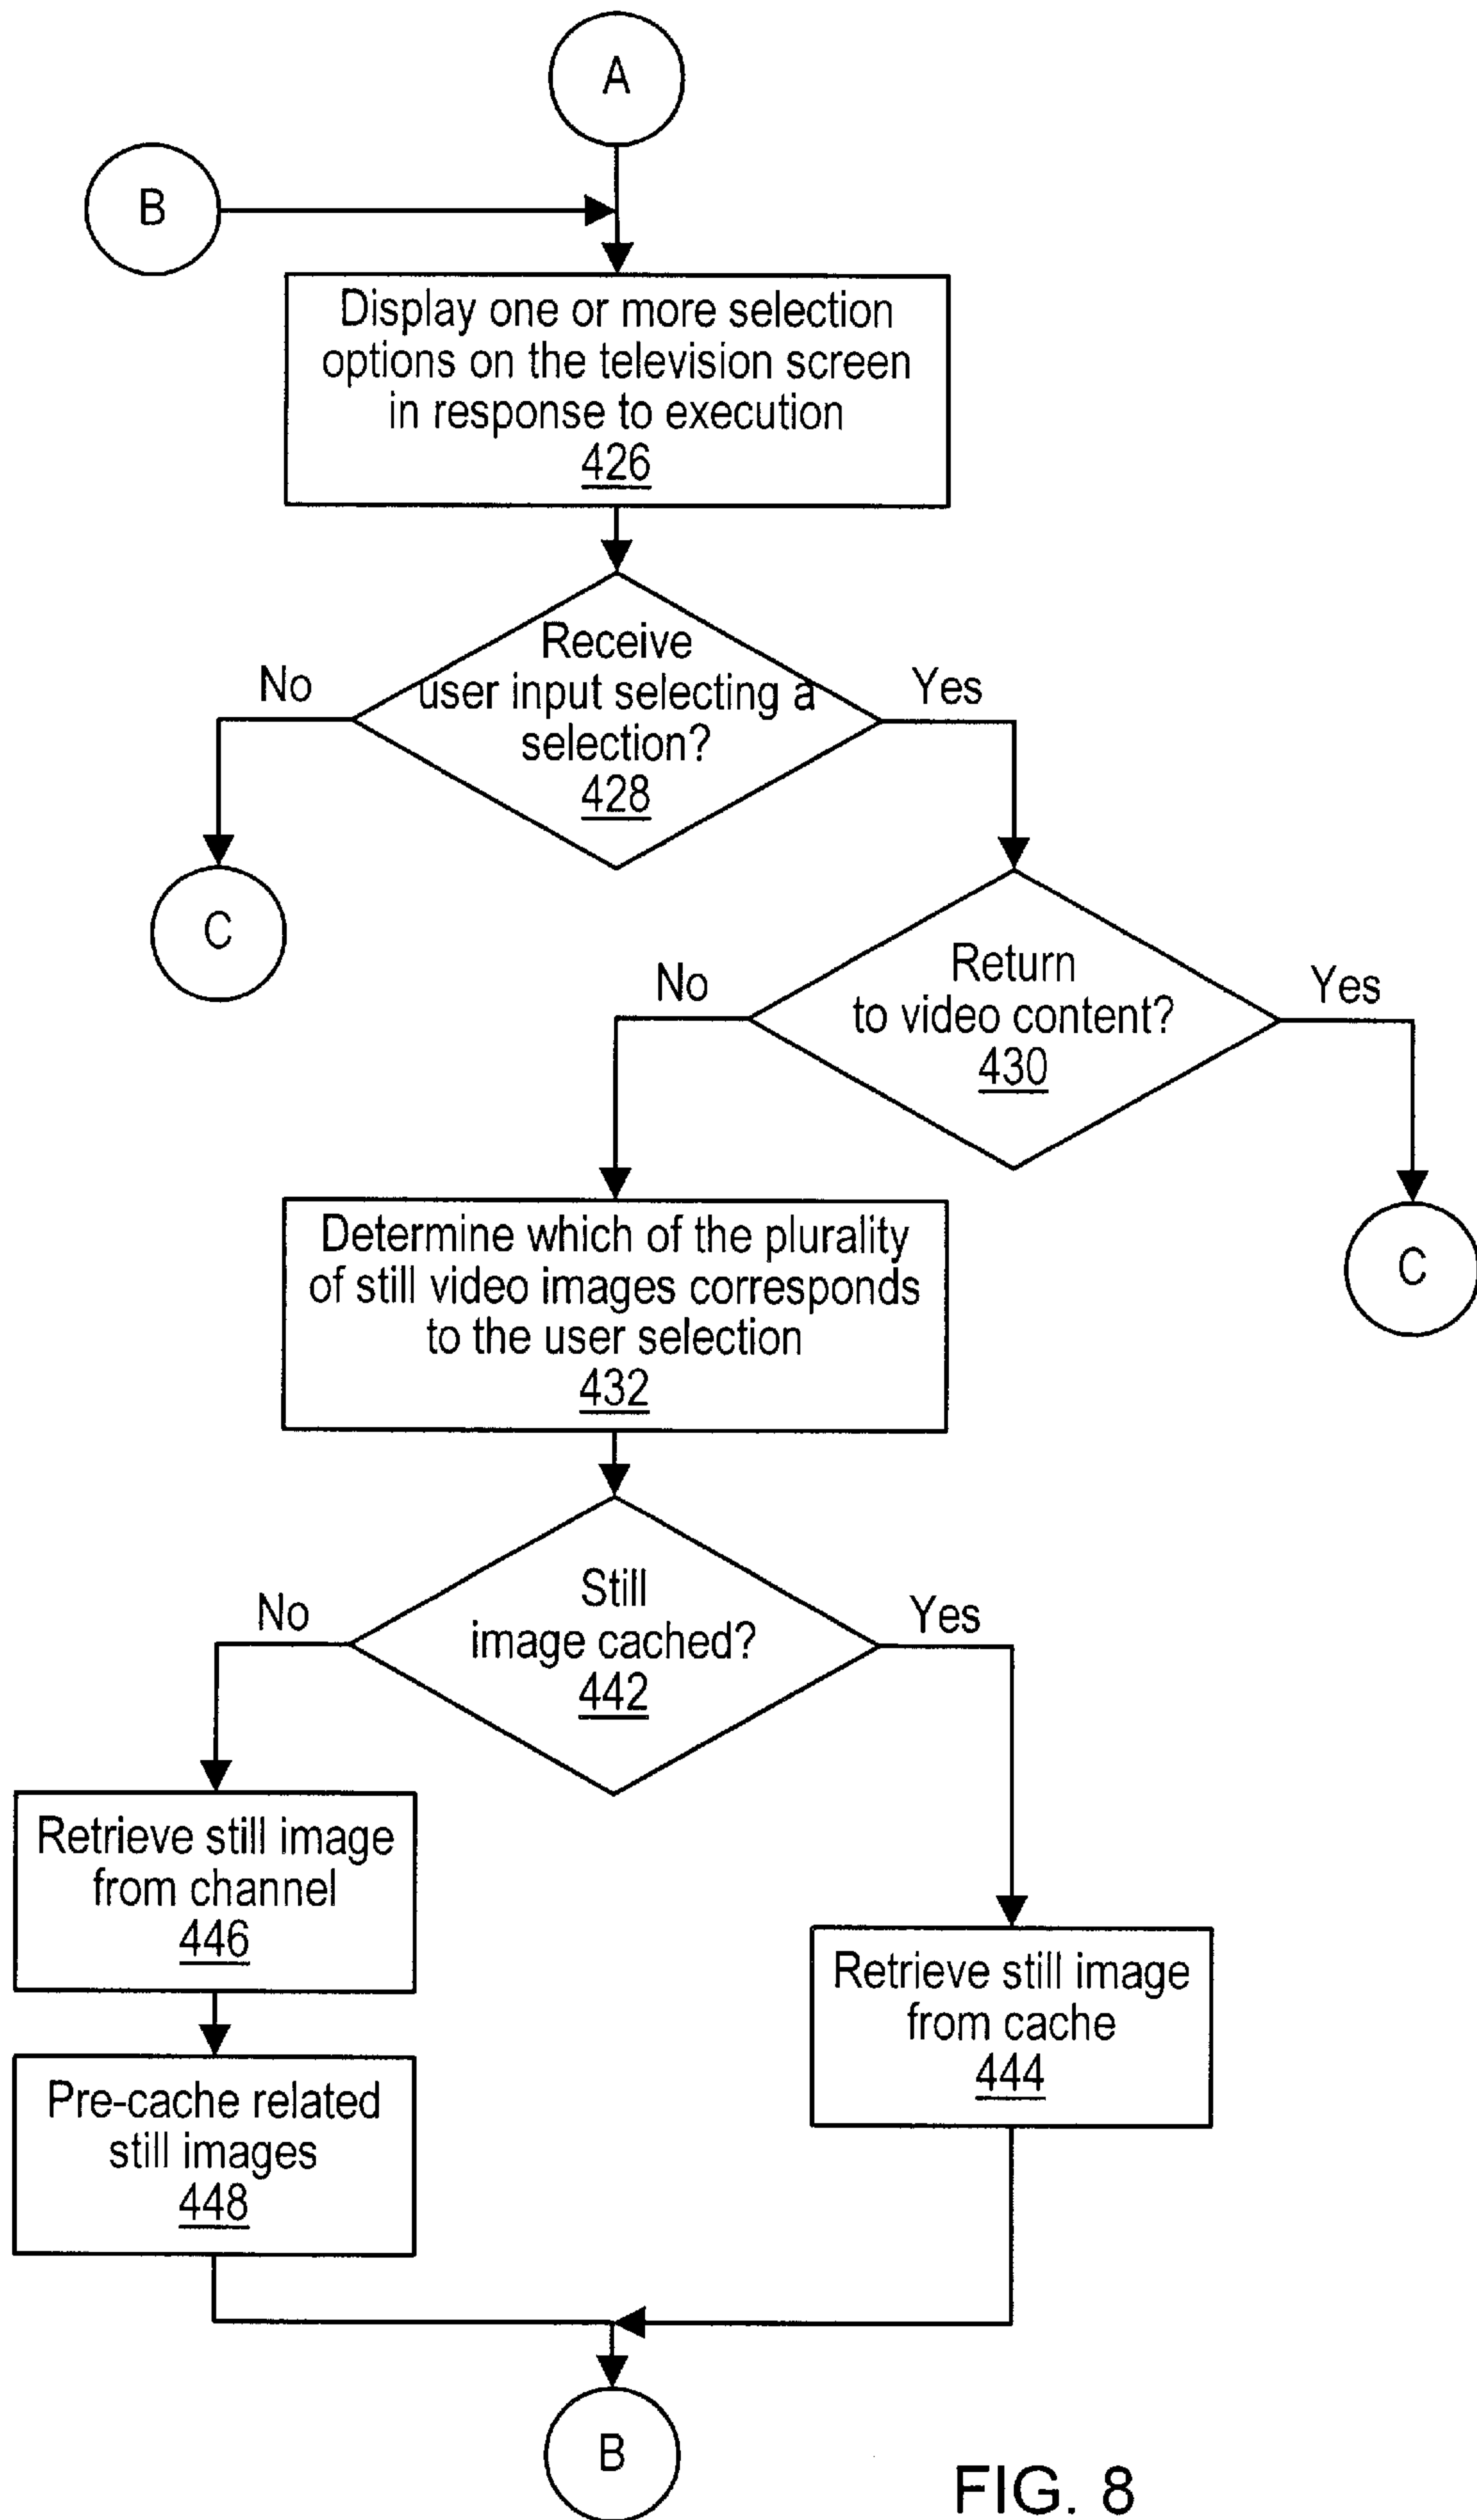 A
B
Display one or more selection
options on the television screen
in response to execution
426
Receive
user input selecting a
selection?
428
No
Yes
C
Return
to video content?
430
No
Yes
C
Determine which of the plurality
of still video images corresponds
to the user selection
432
Still
image cached?
442
No
Yes
Retrieve still image
from channel
446
Retrieve still image
from cache
444
Pre-cache related
still images
448
B
FIG. 8